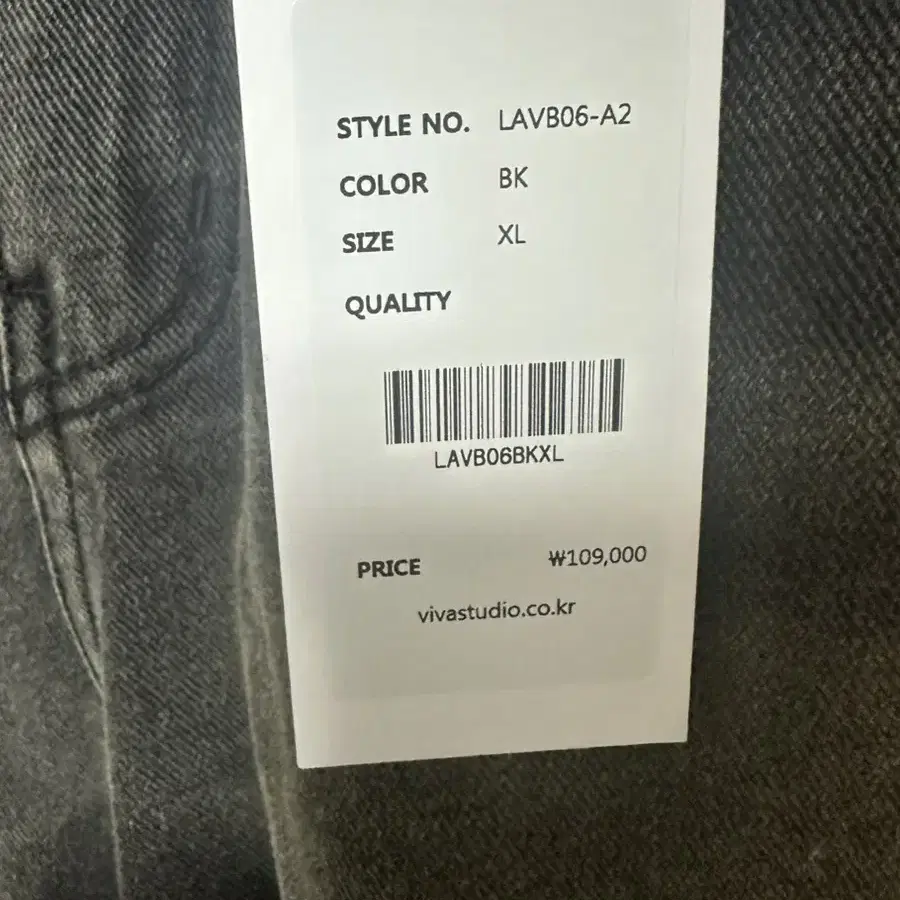 STYLE NO. LAVB06-A2
COLOR BK
SIZE XL
QUALITY
LAVB06BKXL
PRICE ₩109,000
vivastudio.co.kr